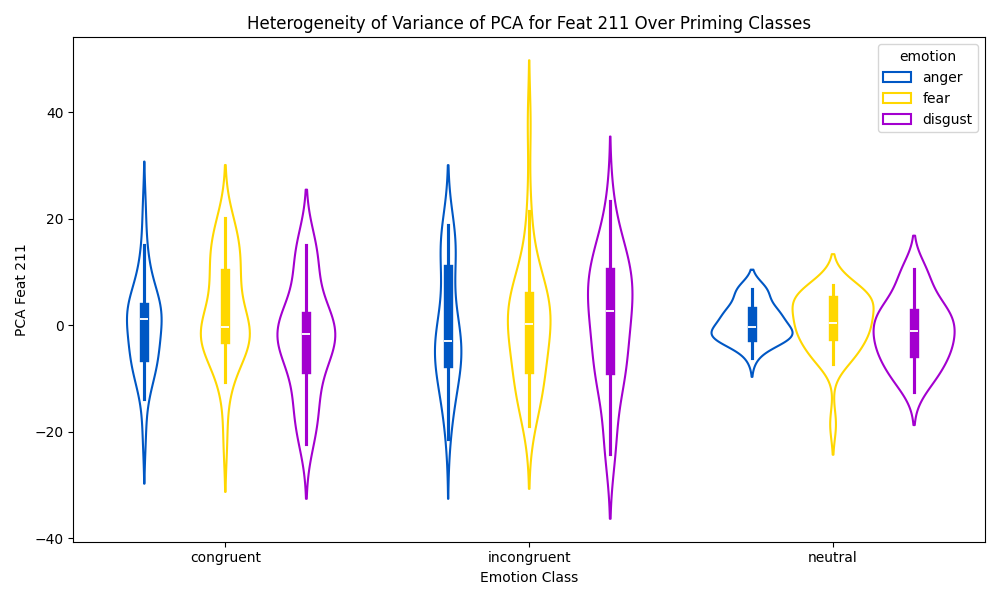 Heterogeneity of Variance of PCA for Feat 211 Over Priming Classes
emotion
anger
fear
disgust
PCA Feat 211
40
20
0
−20
−40
congruent
incongruent
neutral
Emotion Class